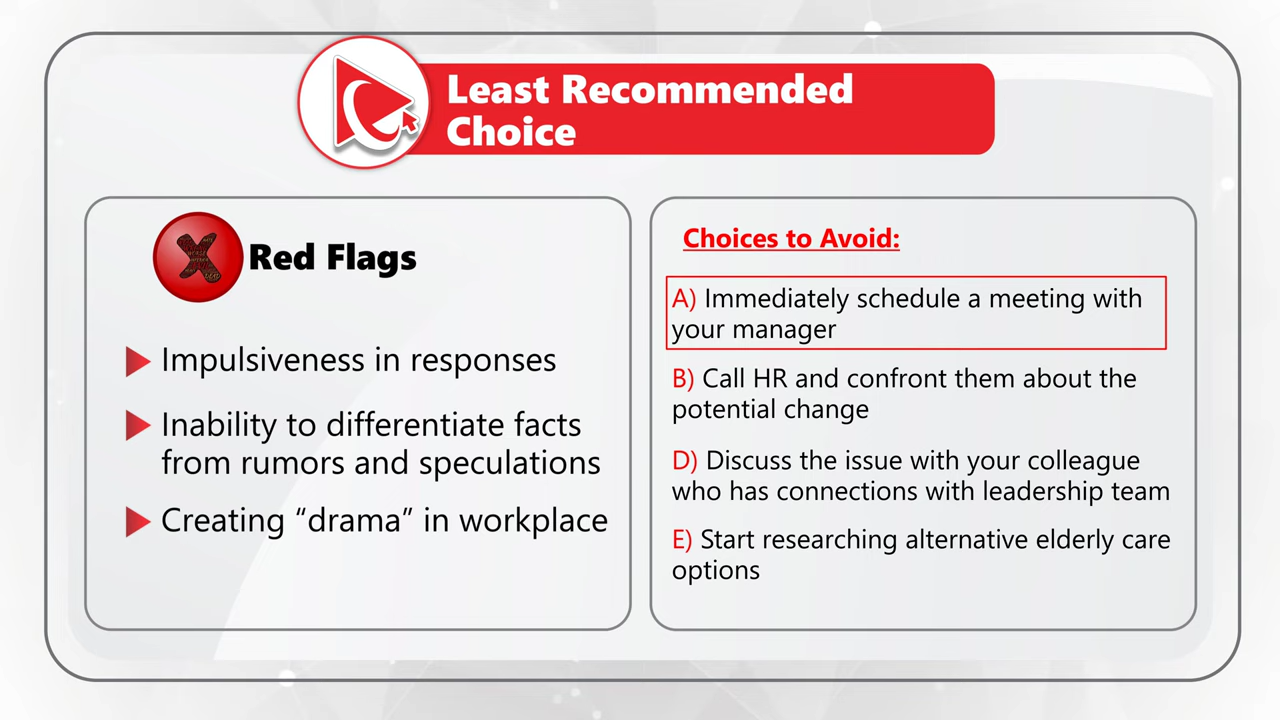 Least Recommended
Choice
Red Flags
Impulsiveness in responses
Inability to differentiate facts
from rumors and speculations
Creating “drama” in workplace
Choices to Avoid:
A) Immediately schedule a meeting with
your manager
B) Call HR and confront them about the
potential change
D) Discuss the issue with your colleague
who has connections with leadership team
E) Start researching alternative elderly care
options